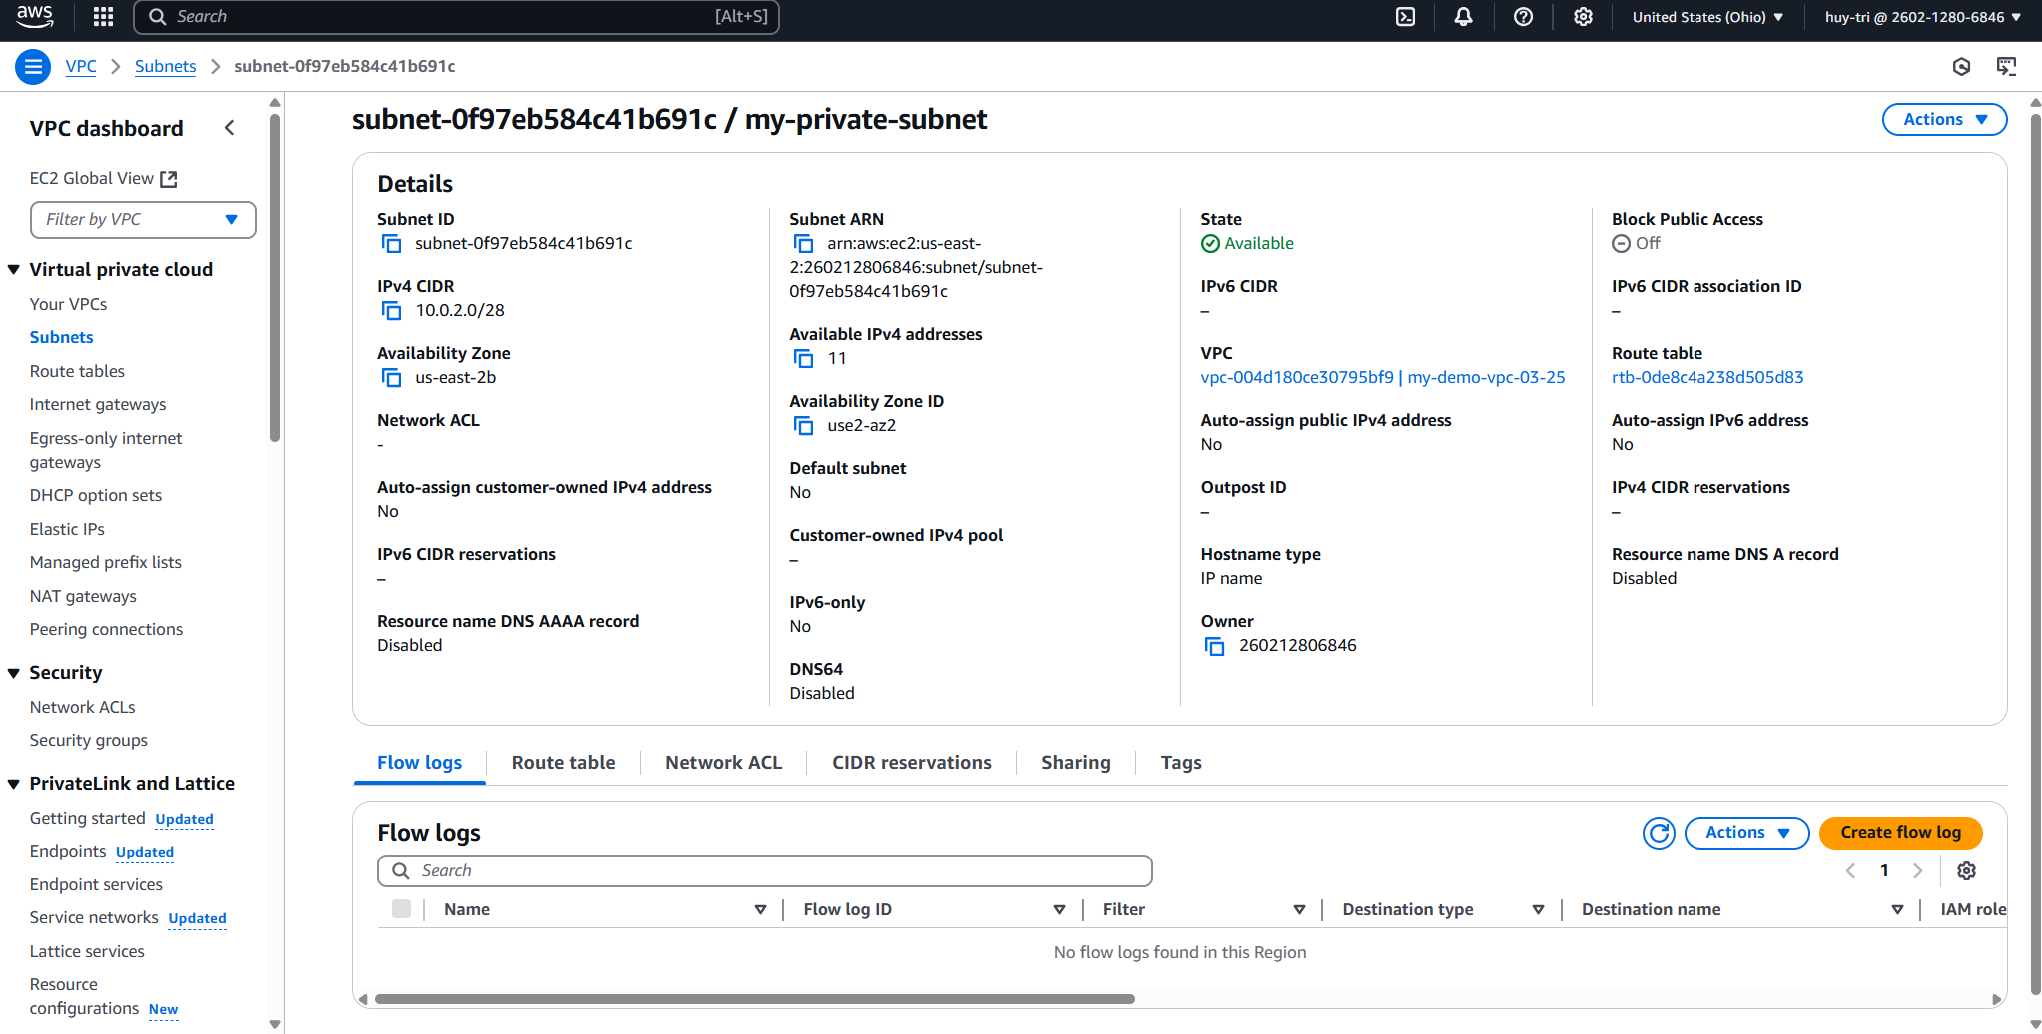 aws
Search [Alt+S]
United States (Ohio)
huy-tri @ 2602-1280-6846
VPC
Subnets
subnet-0f97eb584c41b691c
VPC dashboard
EC2 Global View
Filter by VPC
Virtual private cloud
Your VPCs
Subnets
Route tables
Internet gateways
Egress-only internet
gateways
DHCP option sets
Elastic IPs
Managed prefix lists
NAT gateways
Peering connections
Security
Network ACLs
Security groups
PrivateLink and Lattice
Getting started Updated
Endpoints Updated
Endpoint services
Service networks Updated
Lattice services
Resource
configurations New
subnet-0f97eb584c41b691c / my-private-subnet
Actions
Details
Subnet ID
subnet-0f97eb584c41b691c
IPv4 CIDR
10.0.2.0/28
Availability Zone
us-east-2b
Network ACL
-
Auto-assign customer-owned IPv4 address
No
IPv6 CIDR reservations
–
Resource name DNS AAAA record
Disabled
Subnet ARN
arn:aws:ec2:us-east-
2:260212806846:subnet/subnet-
0f97eb584c41b691c
Available IPv4 addresses
11
Availability Zone ID
use2-az2
Default subnet
No
Customer-owned IPv4 pool
–
IPv6-only
No
DNS64
Disabled
State
Available
IPv6 CIDR
–
VPC
vpc-004d180ce30795bf9 | my-demo-vpc-03-25
Auto-assign public IPv4 address
No
Outpost ID
–
Hostname type
IP name
Owner
260212806846
Block Public Access
Off
IPv6 CIDR association ID
–
Route table
rtb-0de8c4a238d505d83
Auto-assign IPv6 address
No
IPv4 CIDR reservations
–
Resource name DNS A record
Disabled
Flow logs
Route table
Network ACL
CIDR reservations
Sharing
Tags
Flow logs
Actions
Create flow log
Search
1
Name
Flow log ID
Filter
Destination type
Destination name
IAM role
No flow logs found in this Region